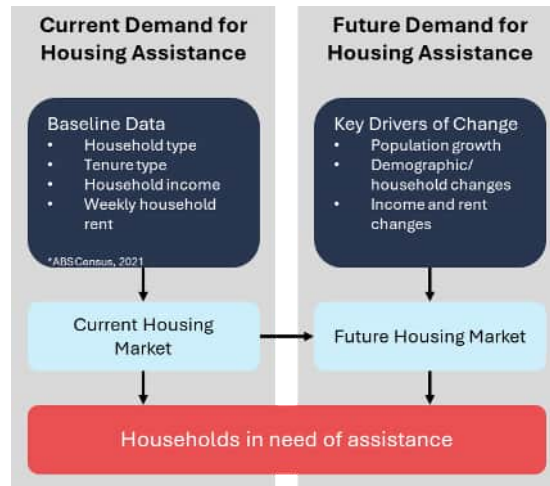 Current Demand for
Housing Assistance
Baseline Data
• Household type
• Tenure type
• Household income
• Weekly household
rent
*ABS Census, 2021
Current Housing
Market
Future Demand for
Housing Assistance
Key Drivers of Change
• Population growth
• Demographic/
household changes
• Income and rent
changes
Future Housing Market
Households in need of assistance